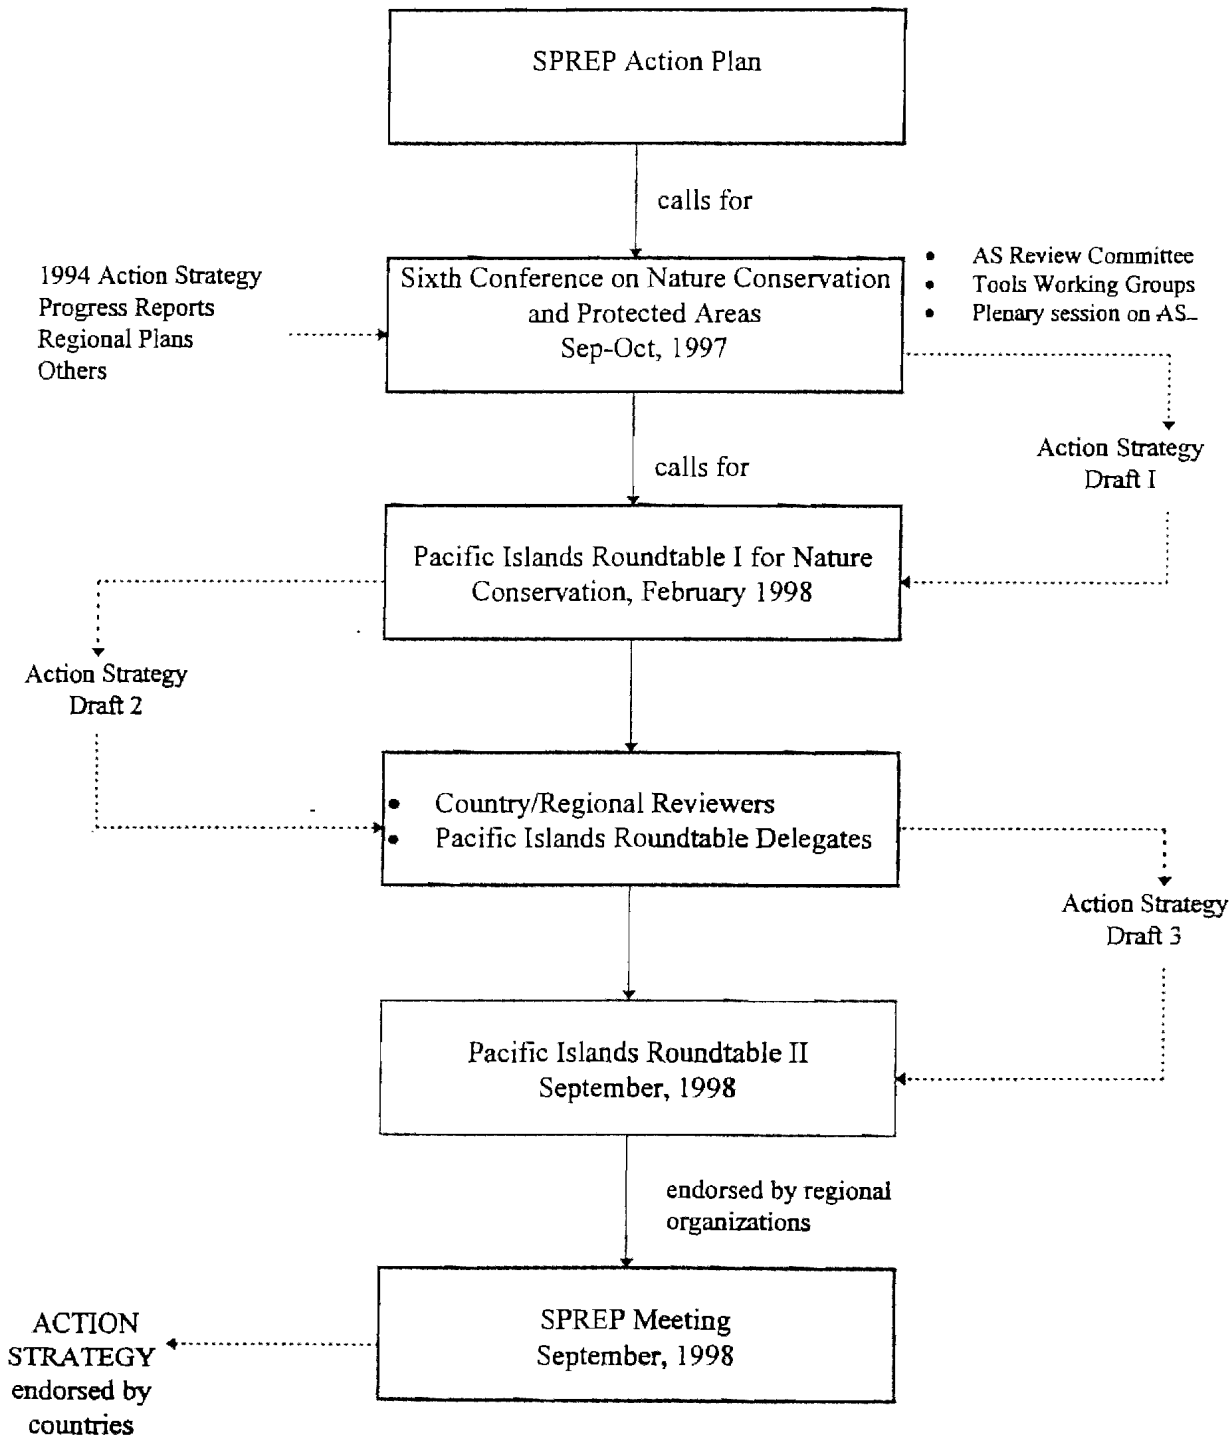 SPREP Action Plan
calls for
1994 Action Strategy
Progress Reports
Regional Plans
Others
Sixth Conference on Nature Conservation
and Protected Areas
Sep-Oct, 1997
• AS Review Committee
• Tools Working Groups
• Plenary session on AS
Action Strategy
Draft 1
calls for
Pacific Islands Roundtable I for Nature
Conservation, February 1998
Action Strategy
Draft 2
• Country/Regional Reviewers
• Pacific Islands Roundtable Delegates
Action Strategy
Draft 3
Pacific Islands Roundtable II
September, 1998
endorsed by regional
organizations
SPREP Meeting
September, 1998
ACTION
STRATEGY
endorsed by
countries